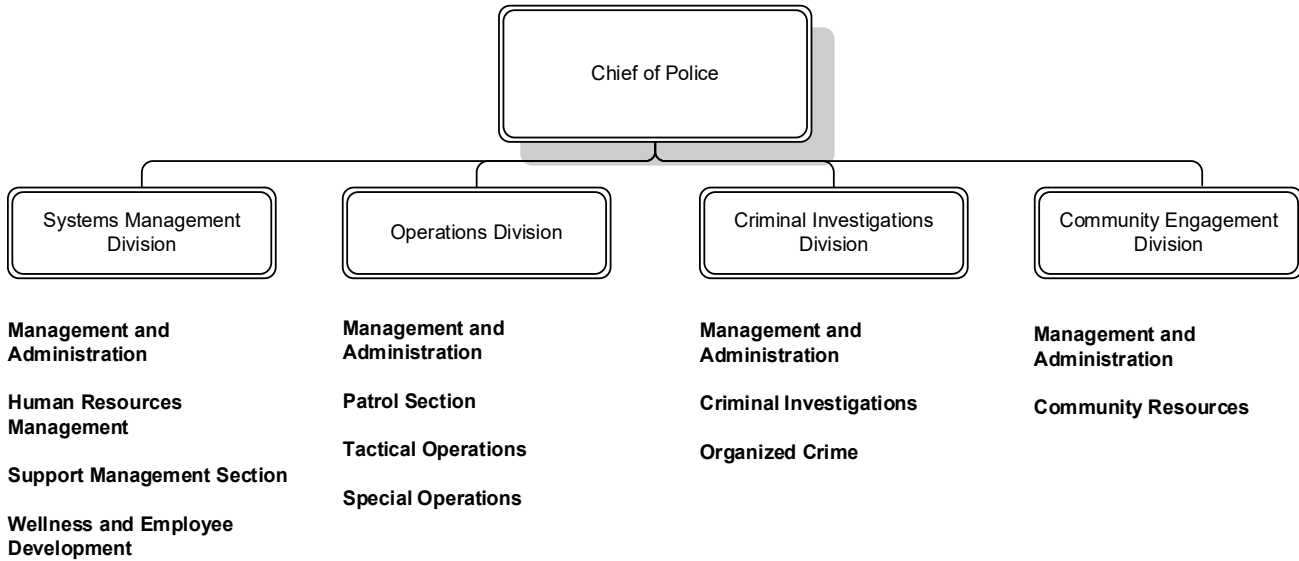 Chief of Police
Systems Management
Division
Operations Division
Criminal Investigations
Division
Community Engagement
Division
Management and
Administration
Human Resources
Management
Support Management Section
Wellness and Employee
Development
Management and
Administration
Patrol Section
Tactical Operations
Special Operations
Management and
Administration
Criminal Investigations
Organized Crime
Management and
Administration
Community Resources